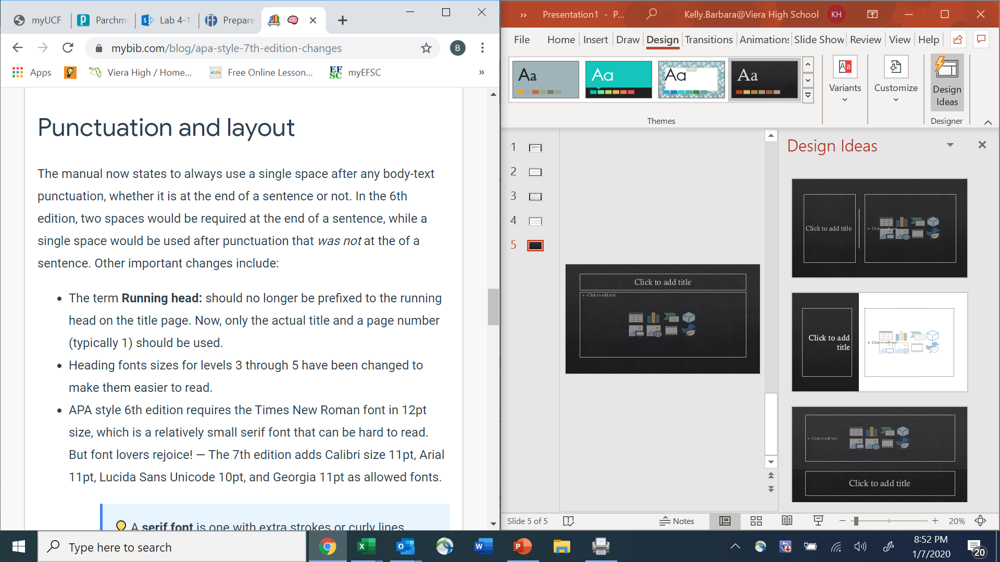 myUCF
Parchm
Lab 4-1
Prepare
mybib.com/blog/apa-style-7th-edition-changes
B
Apps
Viera High / Home...
Free Online Lesson...
EFSC
myEFSC
»
Punctuation and layout
The manual now states to always use a single space after any body-text
punctuation, whether it is at the end of a sentence or not. In the 6th
edition, two spaces would be required at the end of a sentence, while a
single space would be used after punctuation that was not at the of a
sentence. Other important changes include:
• The term Running head: should no longer be prefixed to the running
head on the title page. Now, only the actual title and a page number
(typically 1) should be used.
• Heading fonts sizes for levels 3 through 5 have been changed to
make them easier to read.
• APA style 6th edition requires the Times New Roman font in 12pt
size, which is a relatively small serif font that can be hard to read.
But font lovers rejoice! — The 7th edition adds Calibri size 11pt, Arial
11pt, Lucida Sans Unicode 10pt, and Georgia 11pt as allowed fonts.
A serif font is one with extra strokes or curly lines
Presentation1 - P...
Kelly.Barbara@Viera High School
KH
File Home Insert Draw Design Transitions Animations Slide Show Review View Help
Aa
Aa
Aa
Aa
Themes
Aa
Variants
Customize
Design
Ideas
Designer
1
2
3
4
5
Click to add title
Click to add text
Design Ideas
Click to add title
Click to add text
Click to add
title
Click to add text
Click to add text
Click to add title
Slide 5 of 5
Notes
20%
Type here to search
8:52 PM
1/7/2020
20